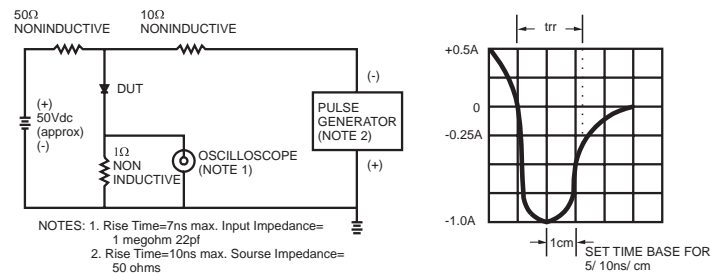 50Ω
NONINDUCTIVE
10Ω
NONINDUCTIVE
DUT
(+)
50Vdc
(approx)
(-)
1Ω
NON
INDUCTIVE
OSCILLOSCOPE
(NOTE 1)
(-)
PULSE
GENERATOR
(NOTE 2)
(+)
NOTES: 1. Rise Time=7ns max. Input Impedance=
1 megohm 22pf
2. Rise Time=10ns max. Sourse Impedance=
50 ohms
trr
+0.5A
0
-0.25A
-1.0A
1cm
SET TIME BASE FOR
5/ 10ns/ cm